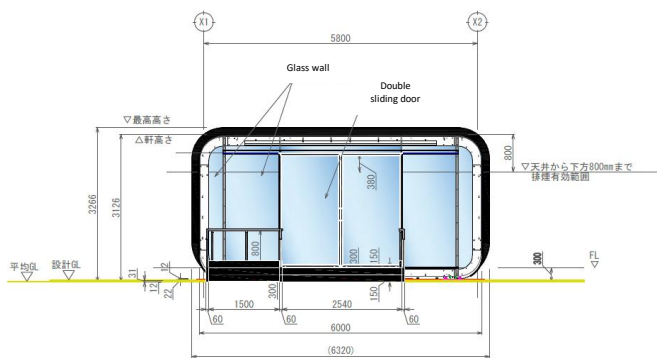 X1
X2
5800
Glass wall
Double
sliding door
▽最高高さ
△軒高さ
800
▽天井から下方800mmまで
排煙有効範囲
380
3266
3126
800
300
150
12
31
平均GL
設計GL
300
FL
12
22
300
150
1500
2540
60
60
60
6000
(6320)